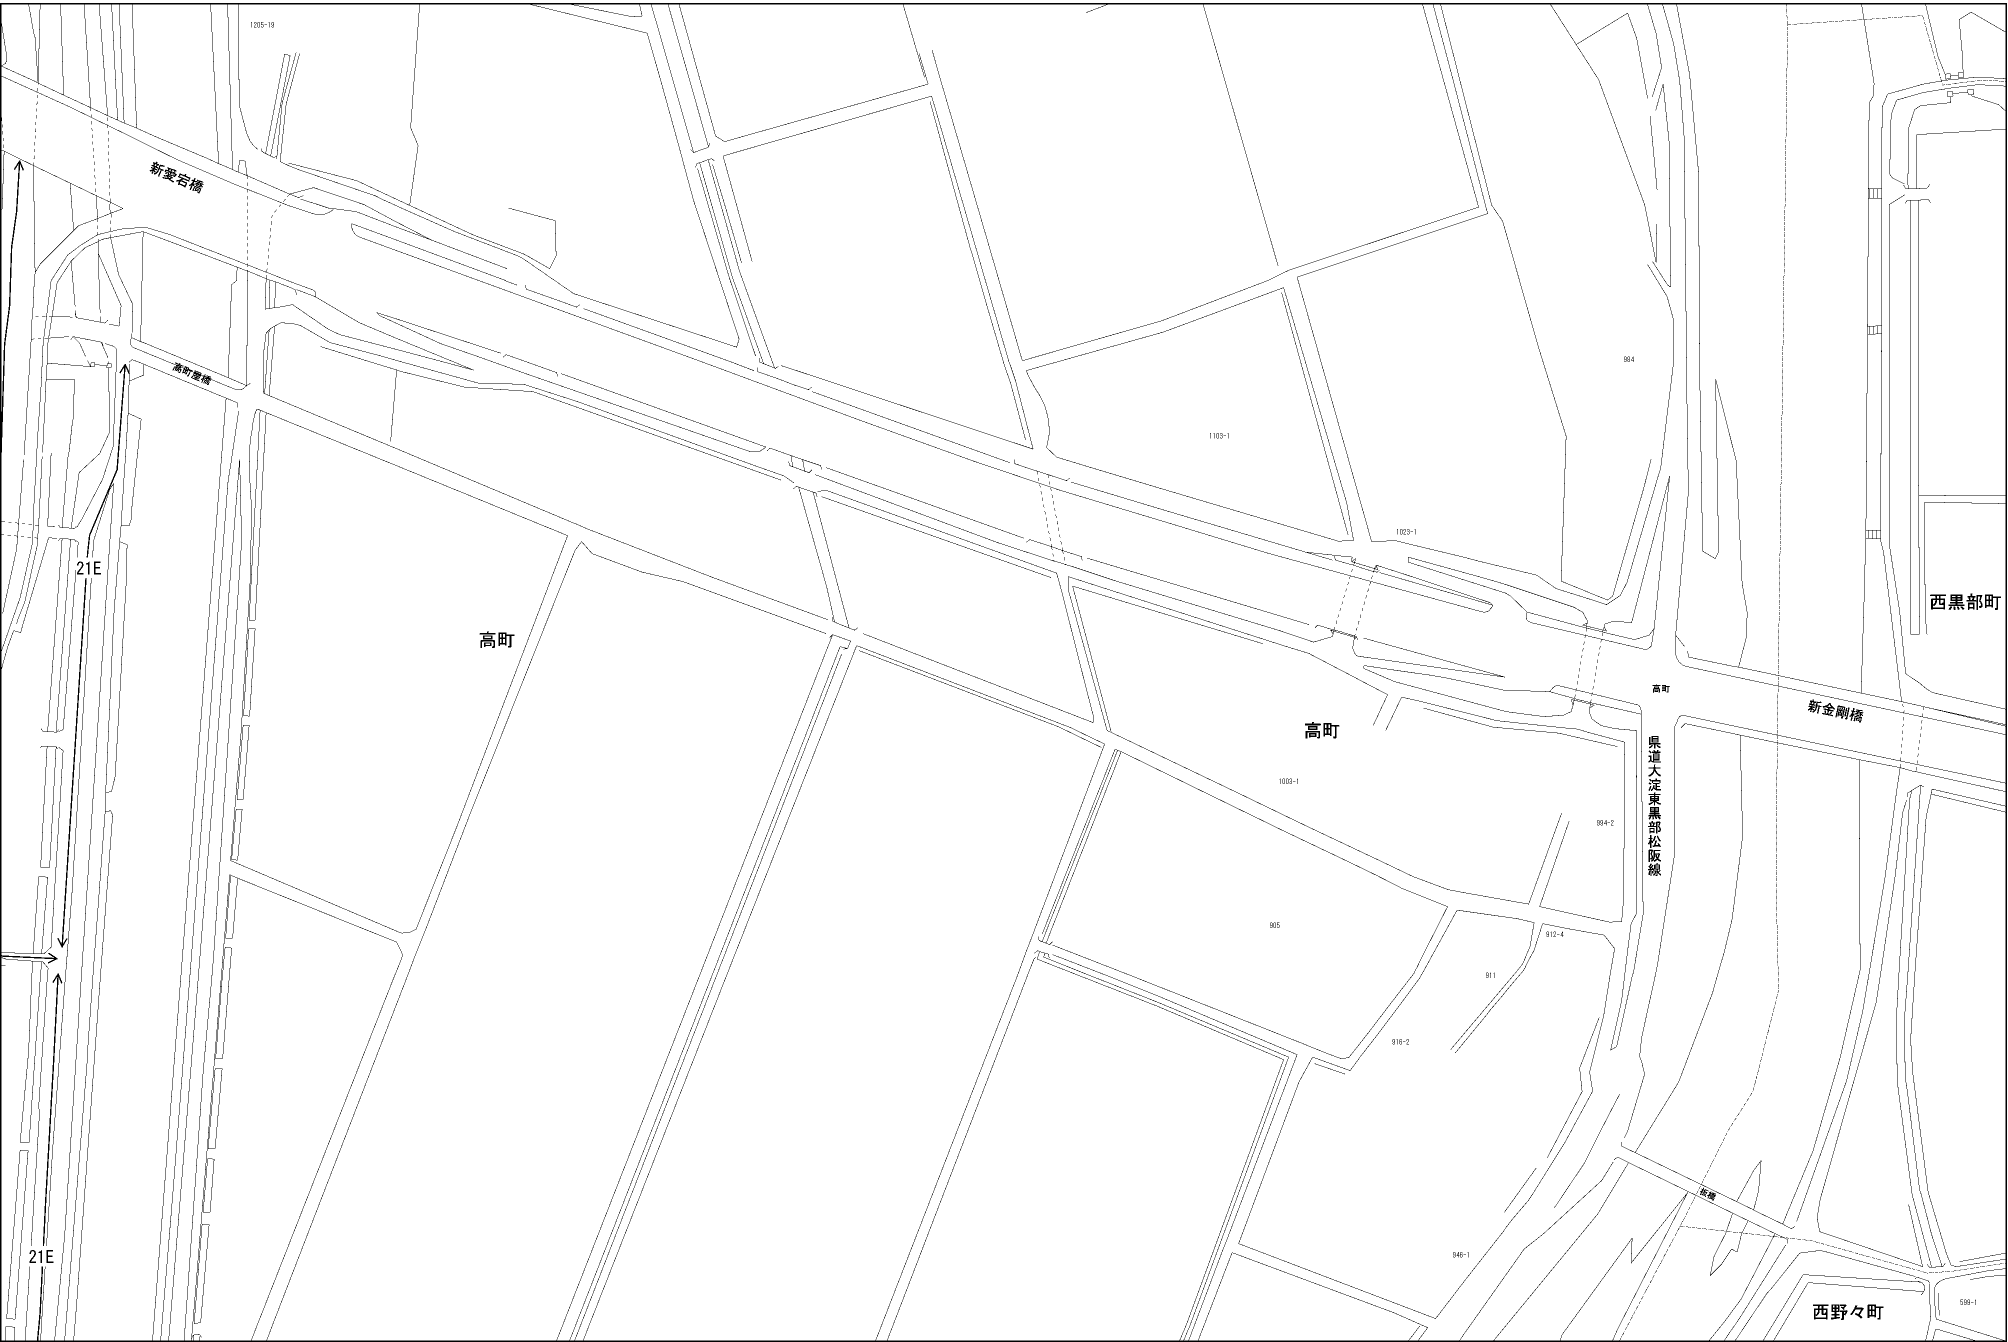 1205-19
新愛宕橋
984
高町屋橋
1103-1
1023-1
21E
西黒部町
高町
高町
新金剛橋
高町
県道大淀東黒部松阪線
1003-1
994-2
905
912-4
911
916-2
板橋
946-1
21E
599-1
西野々町